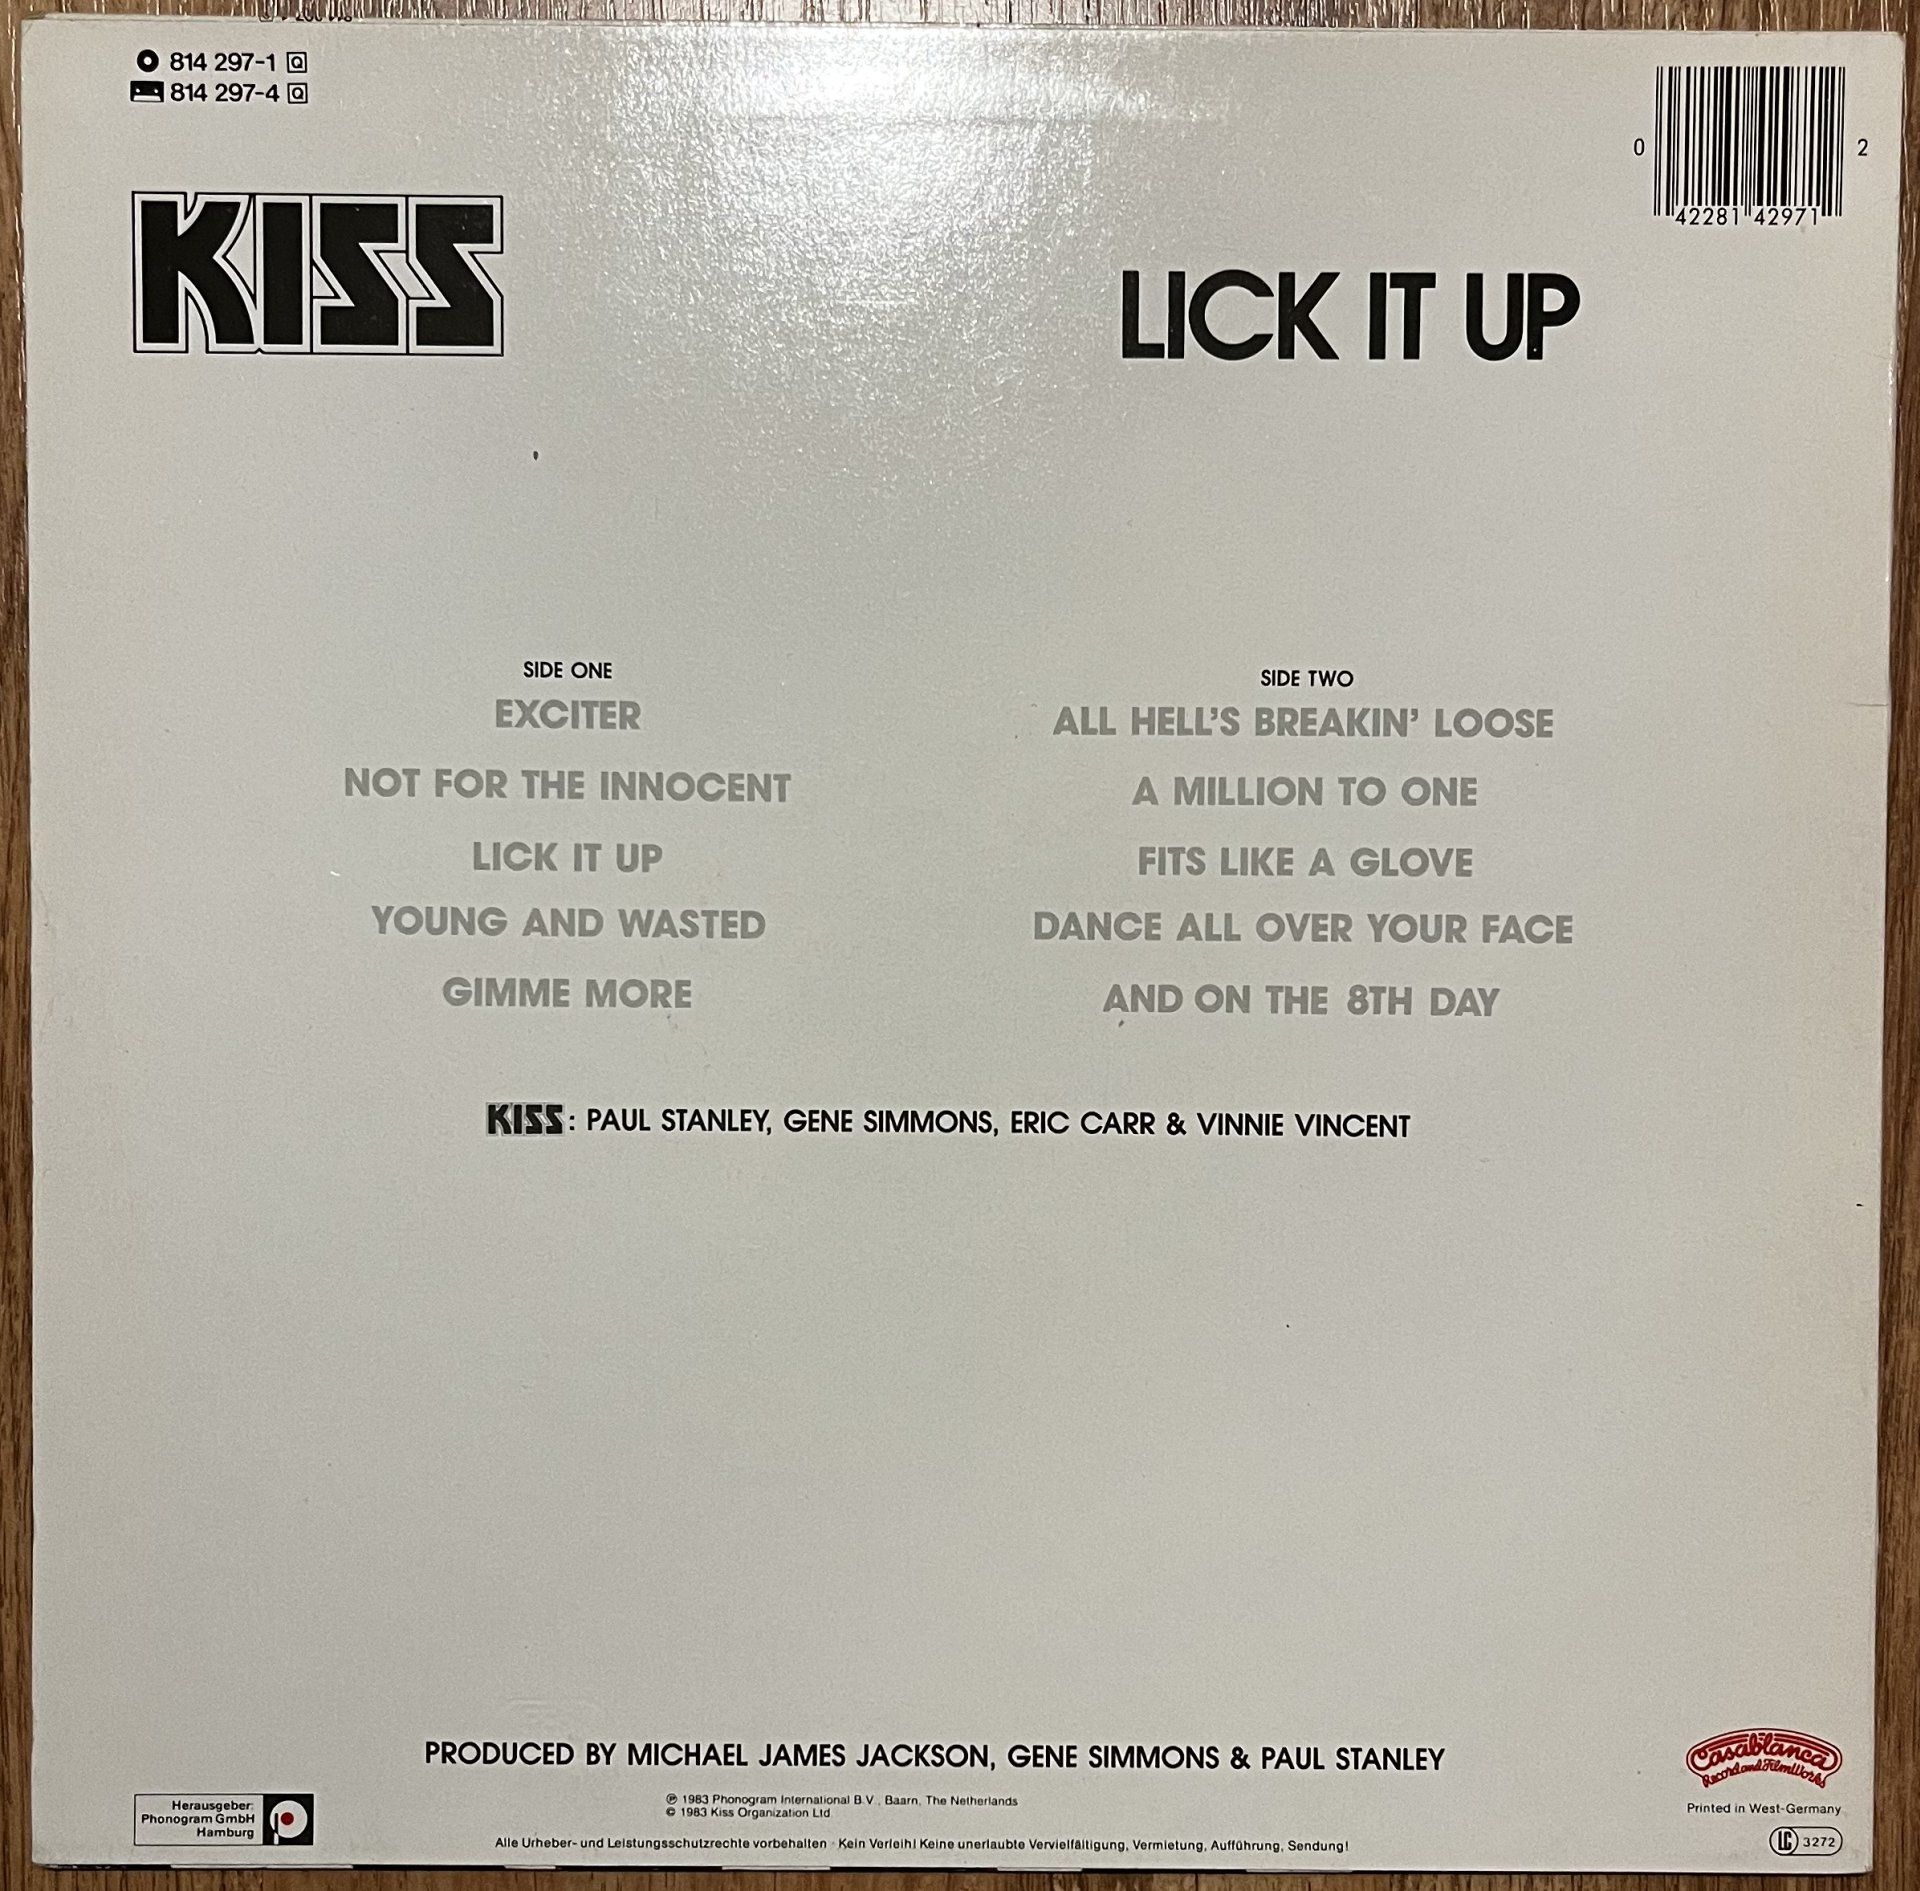 814 297-1 Q
814 297-4 Q
0 42281 42971 2
KISS
LICK IT UP
SIDE ONE
EXCITER
NOT FOR THE INNOCENT
LICK IT UP
YOUNG AND WASTED
GIMME MORE
SIDE TWO
ALL HELL'S BREAKIN' LOOSE
A MILLION TO ONE
FITS LIKE A GLOVE
DANCE ALL OVER YOUR FACE
AND ON THE 8TH DAY
KISS: PAUL STANLEY, GENE SIMMONS, ERIC CARR & VINNIE VINCENT
PRODUCED BY MICHAEL JAMES JACKSON, GENE SIMMONS & PAUL STANLEY
℗ 1983 Phonogram International B.V., Baarn, The Netherlands
© 1983 Kiss Organization Ltd.
Alle Urheber- und Leistungsschutzrechte vorbehalten · Kein Verleih! Keine unerlaubte Vervielfältigung, Vermietung, Aufführung, Sendung!
Herausgeber:
Phonogram GmbH
Hamburg
Casablanca
Record and FilmWorks
Printed in West-Germany
LC 3272